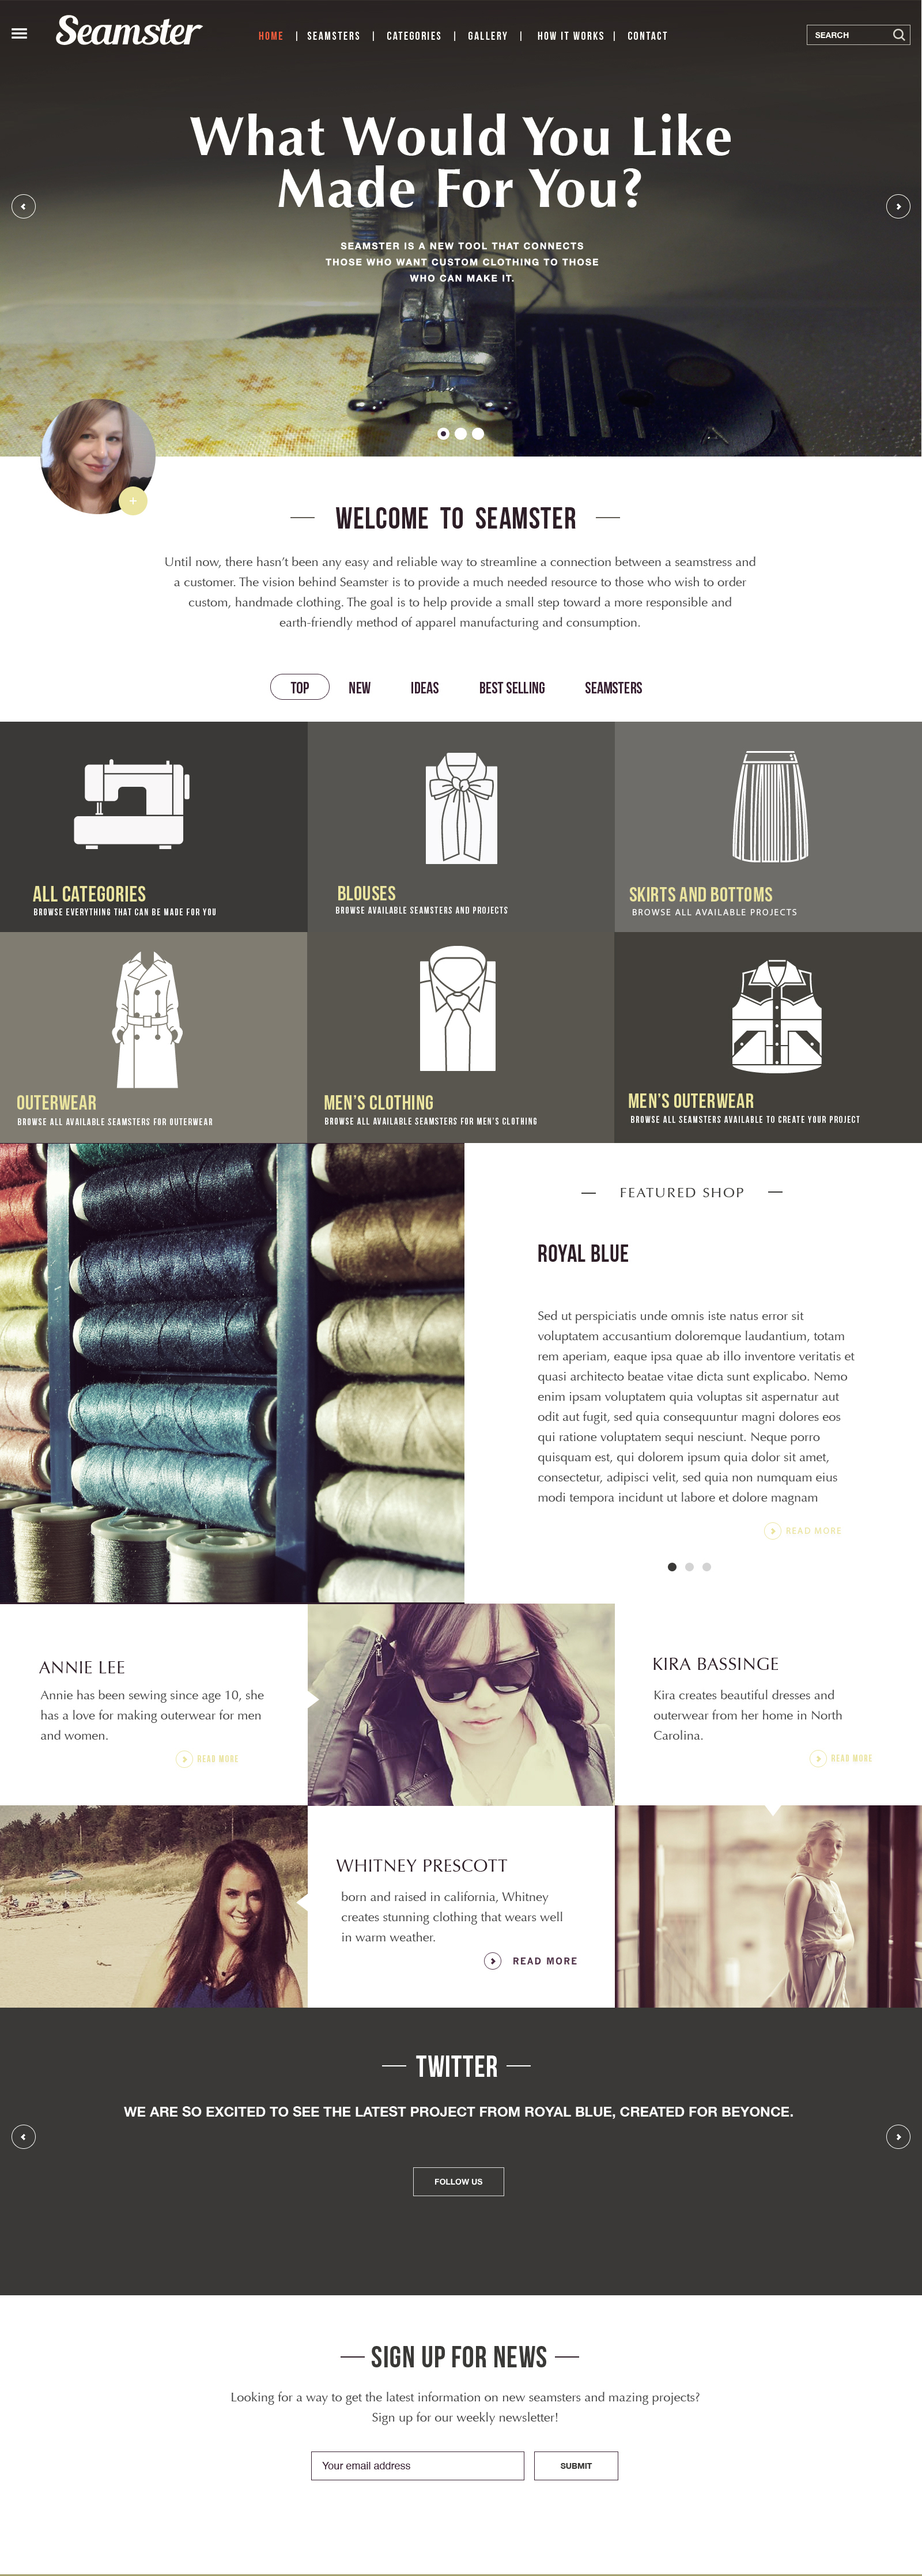 Seamster
HOME | SEAMSTERS | CATEGORIES | GALLERY | HOW IT WORKS | CONTACT
SEARCH
What Would You Like
Made For You?
SEAMSTER IS A NEW TOOL THAT CONNECTS
THOSE WHO WANT CUSTOM CLOTHING TO THOSE
WHO CAN MAKE IT.
+
WELCOME TO SEAMSTER
Until now, there hasn’t been any easy and reliable way to streamline a connection between a seamstress and
a customer. The vision behind Seamster is to provide a much needed resource to those who wish to order
custom, handmade clothing. The goal is to help provide a small step toward a more responsible and
earth-friendly method of apparel manufacturing and consumption.
TOP NEW IDEAS BEST SELLING SEAMSTERS
ALL CATEGORIES
BROWSE EVERYTHING THAT CAN BE MADE FOR YOU
BLOUSES
BROWSE AVAILABLE SEAMSTERS AND PROJECTS
SKIRTS AND BOTTOMS
BROWSE ALL AVAILABLE PROJECTS
OUTERWEAR
BROWSE ALL AVAILABLE SEAMSTERS FOR OUTERWEAR
MEN’S CLOTHING
BROWSE ALL AVAILABLE SEAMSTERS FOR MEN’S CLOTHING
MEN’S OUTERWEAR
BROWSE ALL SEAMSTERS AVAILABLE TO CREATE YOUR PROJECT
FEATURED SHOP
ROYAL BLUE
Sed ut perspiciatis unde omnis iste natus error sit
voluptatem accusantium doloremque laudantium, totam
rem aperiam, eaque ipsa quae ab illo inventore veritatis et
quasi architecto beatae vitae dicta sunt explicabo. Nemo
enim ipsam voluptatem quia voluptas sit aspernatur aut
odit aut fugit, sed quia consequuntur magni dolores eos
qui ratione voluptatem sequi nesciunt. Neque porro
quisquam est, qui dolorem ipsum quia dolor sit amet,
consectetur, adipisci velit, sed quia non numquam eius
modi tempora incidunt ut labore et dolore magnam
READ MORE
ANNIE LEE
Annie has been sewing since age 10, she
has a love for making outerwear for men
and women.
READ MORE
KIRA BASSINGE
Kira creates beautiful dresses and
outerwear from her home in North
Carolina.
READ MORE
WHITNEY PRESCOTT
born and raised in california, Whitney
creates stunning clothing that wears well
in warm weather.
READ MORE
TWITTER
WE ARE SO EXCITED TO SEE THE LATEST PROJECT FROM ROYAL BLUE, CREATED FOR BEYONCE.
FOLLOW US
SIGN UP FOR NEWS
Looking for a way to get the latest information on new seamsters and mazing projects?
Sign up for our weekly newsletter!
Your email address
SUBMIT